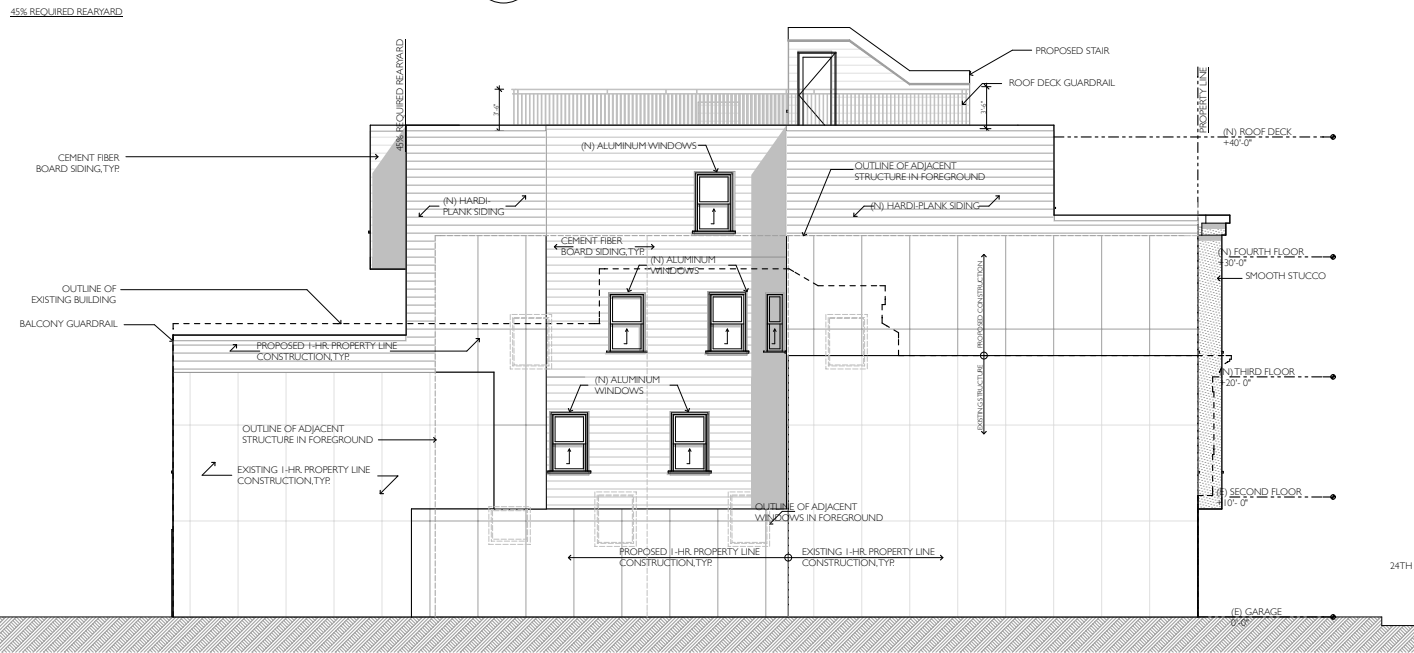 45% REQUIRED REARYARD
45% REQUIRED REARYARD
PROPERTY LINE
PROPOSED STAIR
ROOF DECK GUARDRAIL
3'-6"
3'-6"
(N) ROOF DECK
+40'-0"
(N) ALUMINUM WINDOWS
CEMENT FIBER
BOARD SIDING, TYP.
OUTLINE OF ADJACENT
STRUCTURE IN FOREGROUND
(N) HARDI-
PLANK SIDING
(N) HARDI-PLANK SIDING
CEMENT FIBER
BOARD SIDING, TYP.
(N) FOURTH FLOOR
+30'-0"
(N) ALUMINUM
WINDOWS
SMOOTH STUCCO
OUTLINE OF
EXISTING BUILDING
BALCONY GUARDRAIL
PROPOSED CONSTRUCTION
EXISTING STRUCTURE
PROPOSED 1-HR. PROPERTY LINE
CONSTRUCTION, TYP.
(N) THIRD FLOOR
+20'- 0"
(N) ALUMINUM
WINDOWS
OUTLINE OF ADJACENT
STRUCTURE IN FOREGROUND
EXISTING 1-HR. PROPERTY LINE
CONSTRUCTION, TYP.
(E) SECOND FLOOR
+10'- 0"
OUTLINE OF ADJACENT
WINDOWS IN FOREGROUND
PROPOSED 1-HR. PROPERTY LINE
CONSTRUCTION, TYP.
EXISTING 1-HR. PROPERTY LINE
CONSTRUCTION, TYP.
24TH
(E) GARAGE
0'-0"